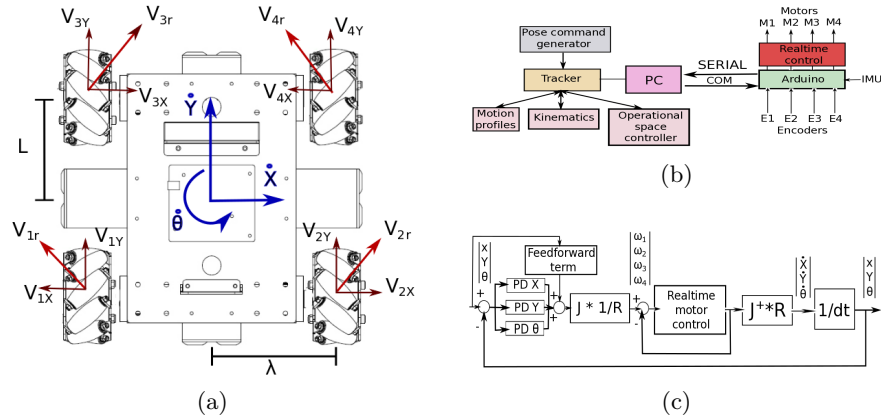 V3Y
V3r
V3X
V4r
V4Y
V4X
Ẏ
Ẋ
θ̇
L
V1r
V1Y
V1X
V2Y
V2r
V2X
λ
(a)
Pose command
generator
Tracker
Motion
profiles
Kinematics
Operational
space
controller
PC
SERIAL
COM
Motors
M1 M2 M3 M4
Realtime
control
Arduino
IMU
E1 E2 E3 E4
Encoders
(b)
X
Y
θ
+
-
Feedforward
term
PD X
PD Y
PD θ
+
+
+
J * 1/R
ω1
ω2
ω3
ω4
+
-
Realtime
motor
control
J⁺*R
Ẋ
Ẏ
θ̇
1/dt
X
Y
θ
(c)